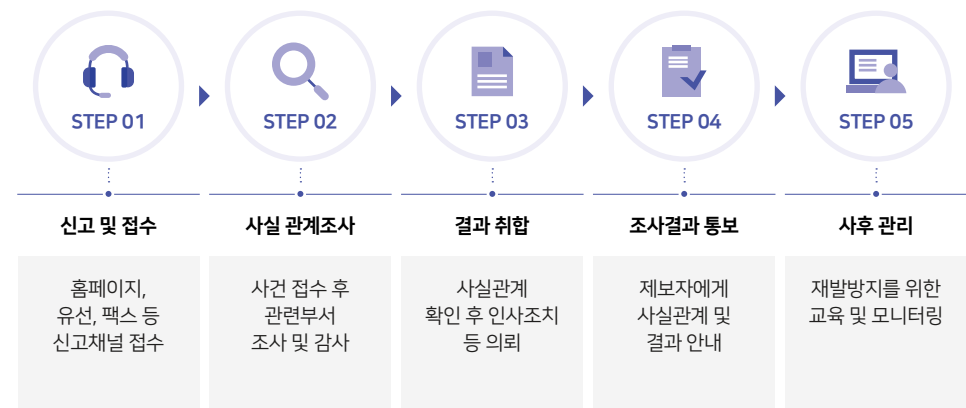 STEP 01
STEP 02
STEP 03
STEP 04
STEP 05
신고 및 접수
사실 관계조사
결과 취합
조사결과 통보
사후 관리
홈페이지,
유선, 팩스 등
신고채널 접수
사건 접수 후
관련부서
조사 및 감사
사실관계
확인 후 인사조치
등 의뢰
제보자에게
사실관계 및
결과 안내
재발방지를 위한
교육 및 모니터링